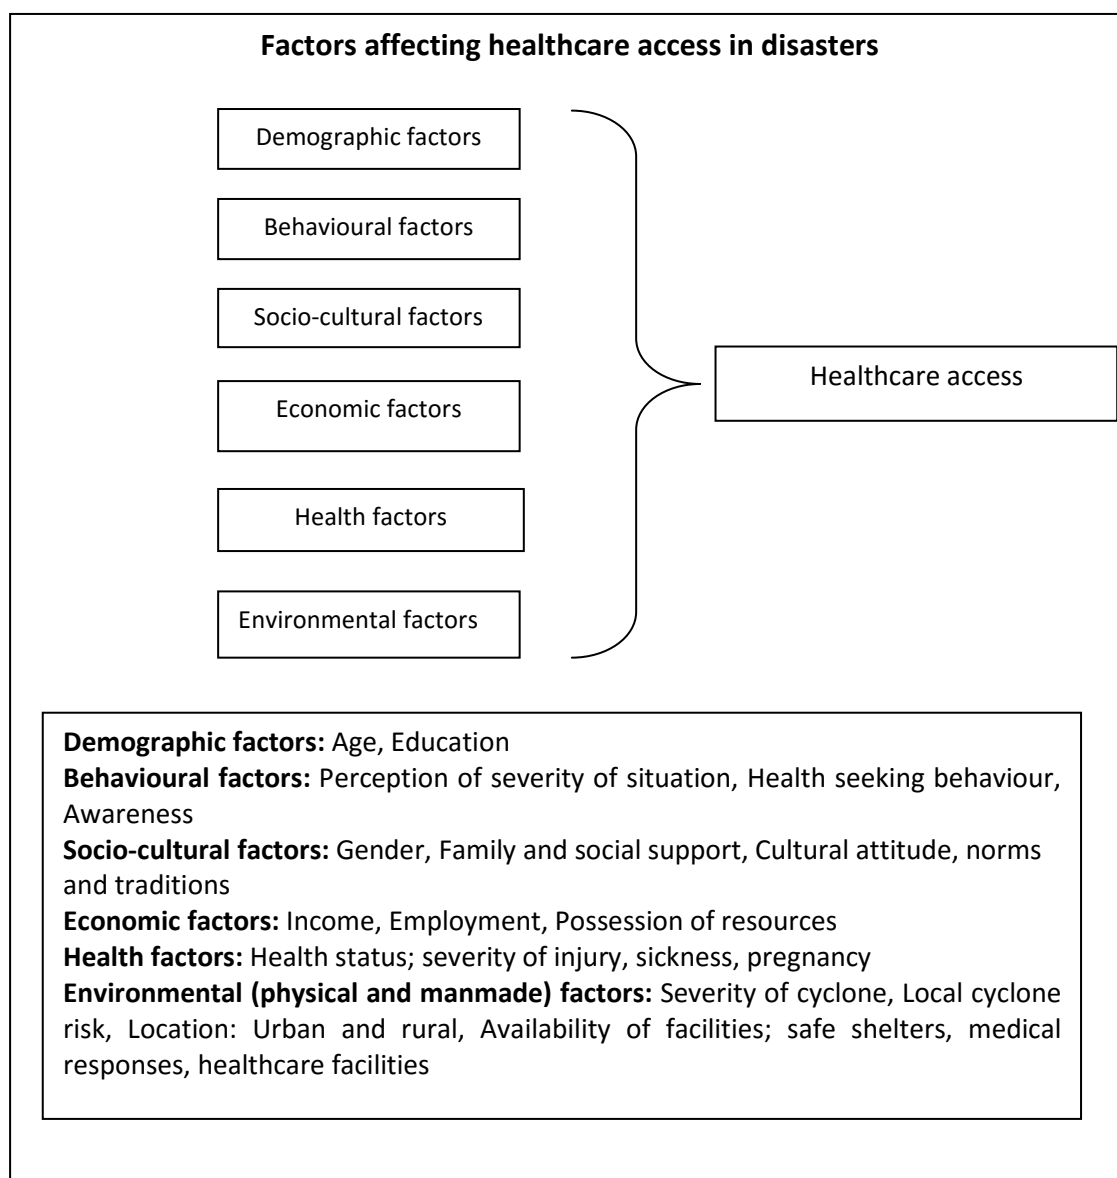 Factors affecting healthcare access in disasters
Demographic factors
Behavioural factors
Socio-cultural factors
Economic factors
Health factors
Environmental factors
Healthcare access
Demographic factors: Age, Education
Behavioural factors: Perception of severity of situation, Health seeking behaviour,
Awareness
Socio-cultural factors: Gender, Family and social support, Cultural attitude, norms
and traditions
Economic factors: Income, Employment, Possession of resources
Health factors: Health status; severity of injury, sickness, pregnancy
Environmental (physical and manmade) factors: Severity of cyclone, Local cyclone
risk, Location: Urban and rural, Availability of facilities; safe shelters, medical
responses, healthcare facilities